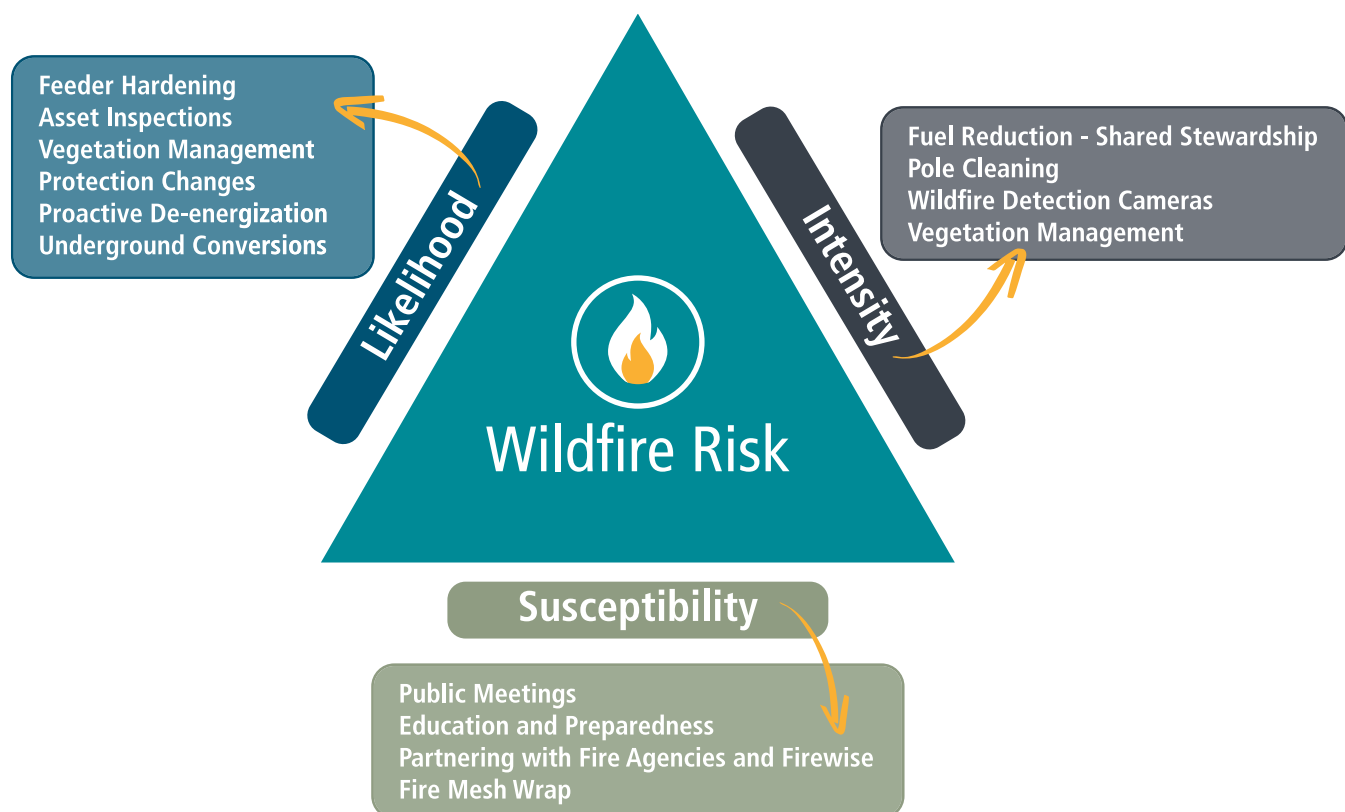 Feeder Hardening
Asset Inspections
Vegetation Management
Protection Changes
Proactive De-energization
Underground Conversions
Likelihood
Fuel Reduction - Shared Stewardship
Pole Cleaning
Wildfire Detection Cameras
Vegetation Management
Intensity
Wildfire Risk
Susceptibility
Public Meetings
Education and Preparedness
Partnering with Fire Agencies and Firewise
Fire Mesh Wrap